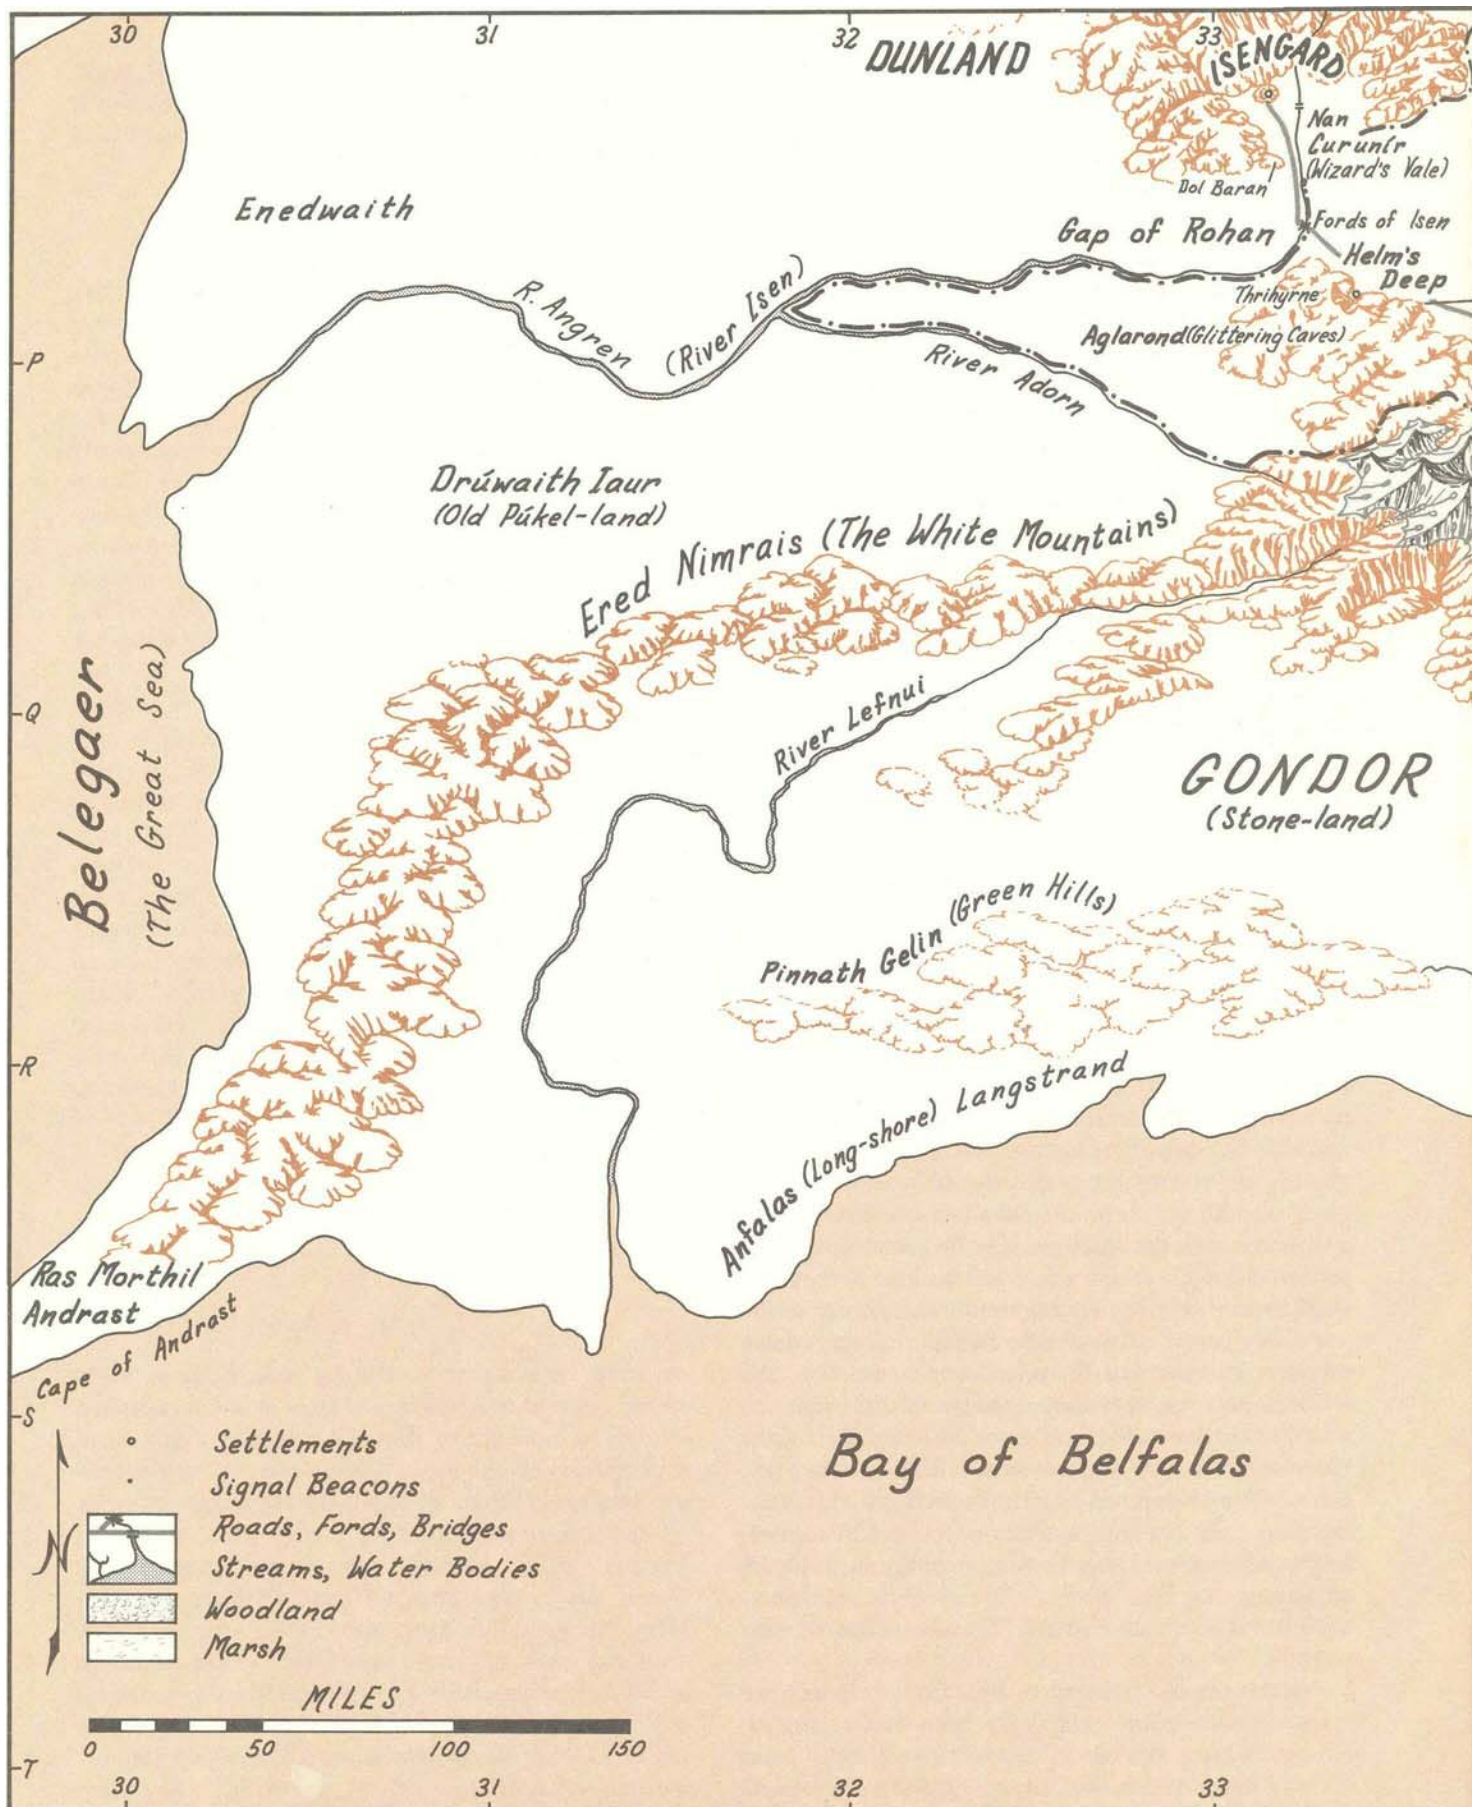 30 31 32 33
DUNLAND
ISENGARD
Nan
Curunír
(Wizard's Vale)
Dol Baran
Enedwaith
Gap of Rohan
Fords of Isen
Helm's
Deep
Thrihyrne
R. Angren (River Isen)
Aglarond (Glittering Caves)
P
River Adorn
Drúwaith Iaur
(Old Púkel-land)
Ered Nimrais (The White Mountains)
Belegaer
(The Great Sea)
Q
River Lefnui
GONDOR
(Stone-land)
Pinnath Gelin (Green Hills)
R
Anfalas (Long-shore) Langstrand
Ras Morthil
Andrast
Cape of Andrast
S
Bay of Belfalas
Settlements
Signal Beacons
Roads, Fords, Bridges
Streams, Water Bodies
Woodland
Marsh
N
MILES
0 50 100 150
T
30 31 32 33